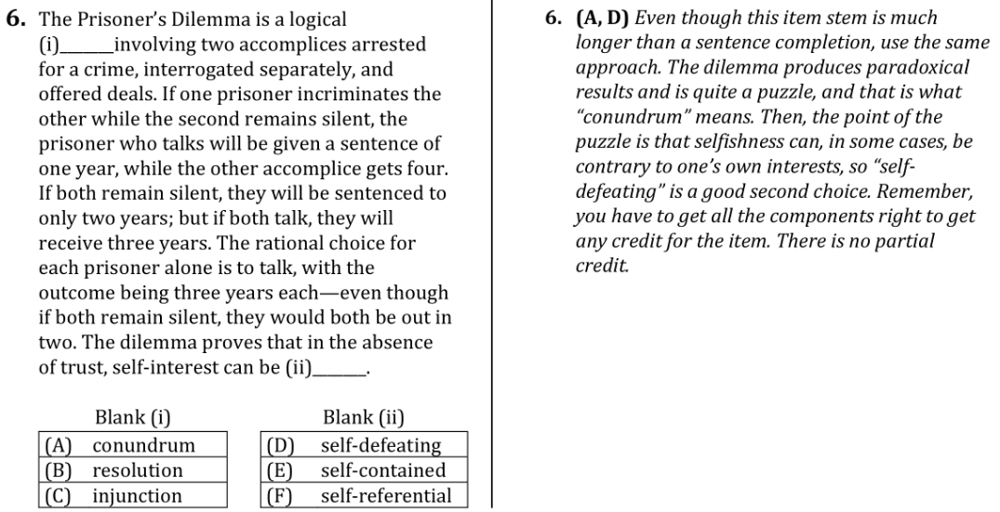 6. The Prisoner’s Dilemma is a logical
(i)______involving two accomplices arrested
for a crime, interrogated separately, and
offered deals. If one prisoner incriminates the
other while the second remains silent, the
prisoner who talks will be given a sentence of
one year, while the other accomplice gets four.
If both remain silent, they will be sentenced to
only two years; but if both talk, they will
receive three years. The rational choice for
each prisoner alone is to talk, with the
outcome being three years each—even though
if both remain silent, they would both be out in
two. The dilemma proves that in the absence
of trust, self-interest can be (ii)______.
Blank (i)
(A) conundrum
(B) resolution
(C) injunction
Blank (ii)
(D) self-defeating
(E) self-contained
(F) self-referential
6. (A, D) Even though this item stem is much
longer than a sentence completion, use the same
approach. The dilemma produces paradoxical
results and is quite a puzzle, and that is what
“conundrum” means. Then, the point of the
puzzle is that selfishness can, in some cases, be
contrary to one’s own interests, so “self-
defeating” is a good second choice. Remember,
you have to get all the components right to get
any credit for the item. There is no partial
credit.